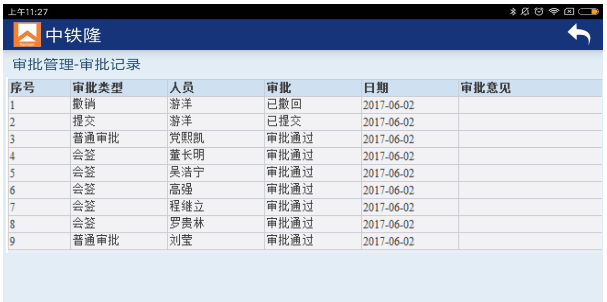 上午11:27
中铁隆
审批管理-审批记录
序号 审批类型 人员 审批 日期 审批意见
1 撤销 游洋 已撤回 2017-06-02
2 提交 游洋 已提交 2017-06-02
3 普通审批 党熙凯 审批通过 2017-06-02
4 会签 董长明 审批通过 2017-06-02
5 会签 吴浩宁 审批通过 2017-06-02
6 会签 高强 审批通过 2017-06-02
7 会签 程继立 审批通过 2017-06-02
8 会签 罗贵林 审批通过 2017-06-02
9 普通审批 刘莹 审批通过 2017-06-02